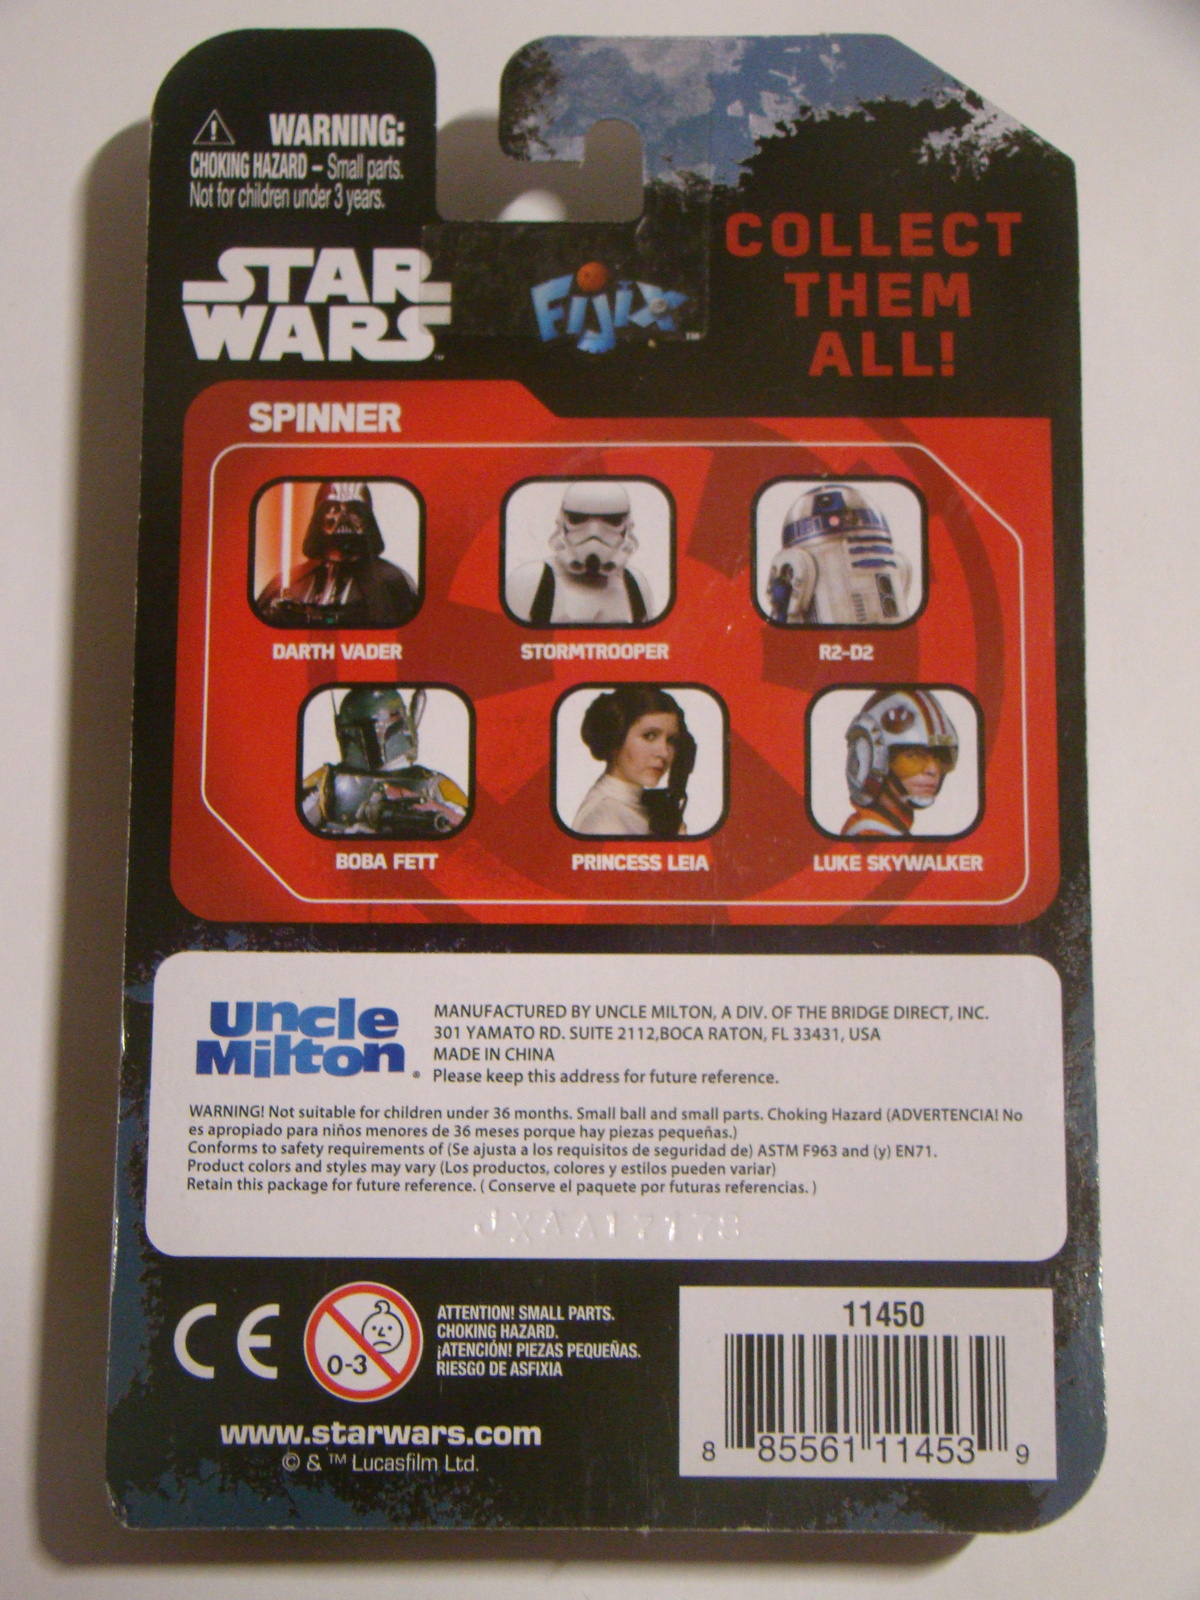 WARNING:
CHOKING HAZARD – Small parts.
Not for children under 3 years.
STAR
WARS
™
Fijix
™
COLLECT
THEM
ALL!
SPINNER
DARTH VADER
STORMTROOPER
R2-D2
BOBA FETT
PRINCESS LEIA
LUKE SKYWALKER
Uncle
Milton®
MANUFACTURED BY UNCLE MILTON, A DIV. OF THE BRIDGE DIRECT, INC.
301 YAMATO RD. SUITE 2112,BOCA RATON, FL 33431, USA
MADE IN CHINA
Please keep this address for future reference.
WARNING! Not suitable for children under 36 months. Small ball and small parts. Choking Hazard (ADVERTENCIA! No
es apropiado para niños menores de 36 meses porque hay piezas pequeñas.)
Conforms to safety requirements of (Se ajusta a los requisitos de seguridad de) ASTM F963 and (y) EN71.
Product colors and styles may vary (Los productos, colores y estilos pueden variar)
Retain this package for future reference. ( Conserve el paquete por futuras referencias. )
JXAA17178
CE
0-3
ATTENTION! SMALL PARTS.
CHOKING HAZARD.
¡ATENCIÓN! PIEZAS PEQUEÑAS.
RIESGO DE ASFIXIA
www.starwars.com
© & ™ Lucasfilm Ltd.
11450
8 85561 11453 9